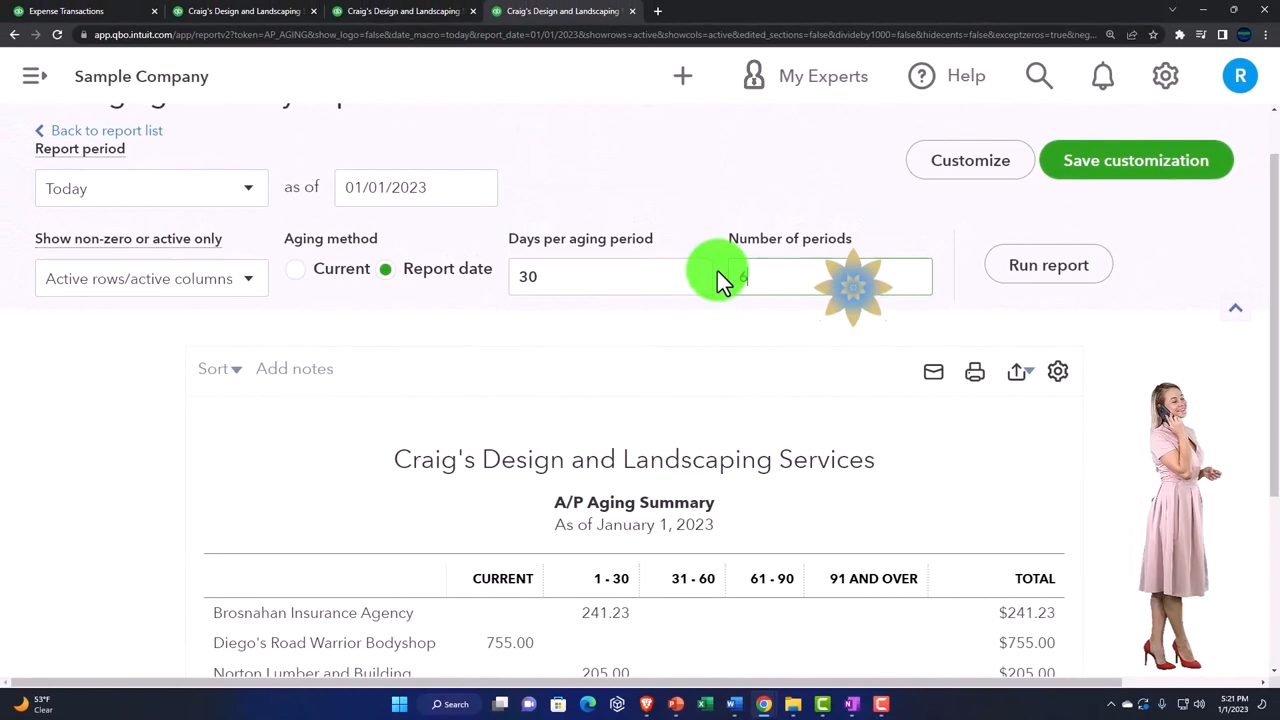 Expense Transactions
Craig's Design and Landscaping S
Craig's Design and Landscaping S
Craig's Design and Landscaping S
app.qbo.intuit.com/app/reportv2?token=AP_AGING&show_logo=false&date_macro=today&report_date=01/01/2023&showrows=active&showcols=active&edited_sections=false&divideby1000=false&hidecents=false&exceptzeros=true&neg...
Sample Company
My Experts
Help
R
Back to report list
Report period
Today
as of
01/01/2023
Customize
Save customization
Show non-zero or active only
Aging method
Days per aging period
Number of periods
Active rows/active columns
Current
Report date
30
6
Run report
Sort
Add notes
Craig's Design and Landscaping Services
A/P Aging Summary
As of January 1, 2023
CURRENT 1 - 30 31 - 60 61 - 90 91 AND OVER TOTAL
Brosnahan Insurance Agency 241.23 $241.23
Diego's Road Warrior Bodyshop 755.00 $755.00
Norton Lumber and Building 205.00 $205.00
53°F
Clear
Search
5:21 PM
1/1/2023